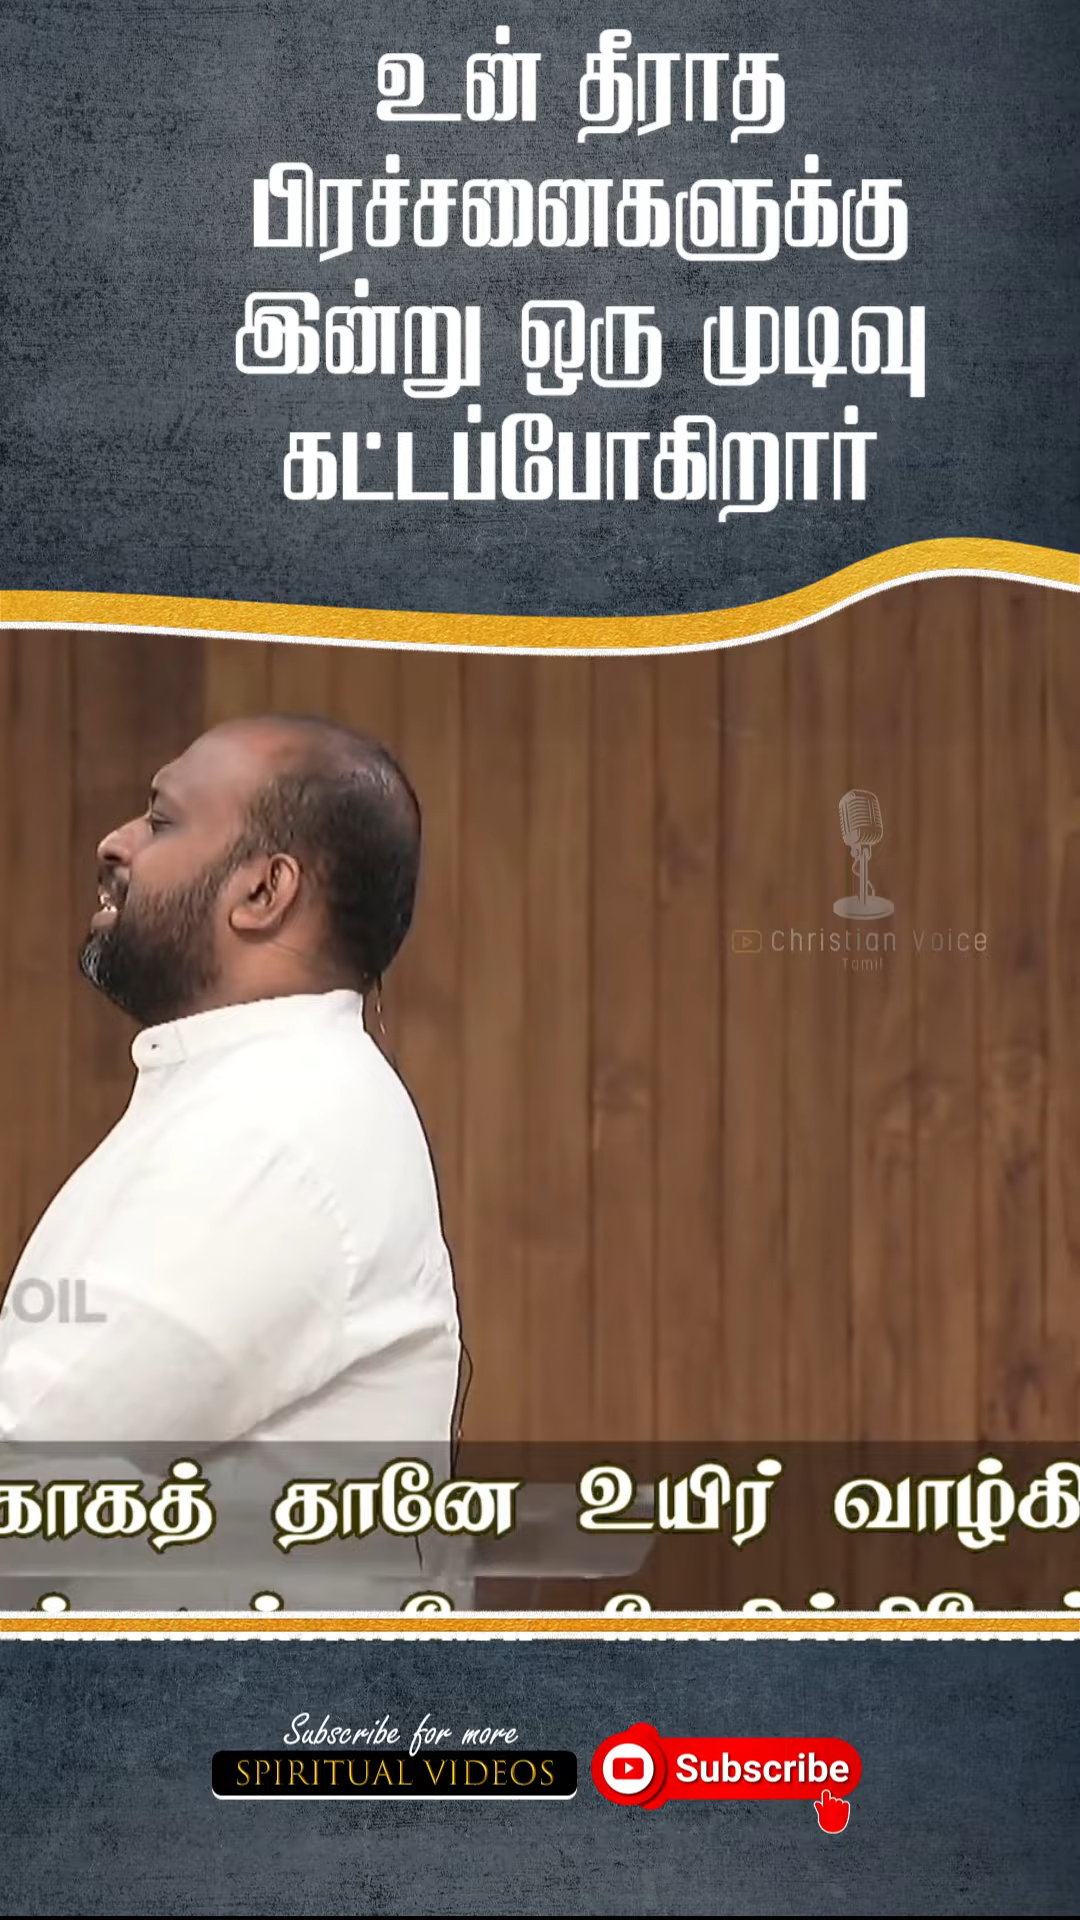 உன் தீராத
பிரச்சனைகளுக்கு
இன்று ஒரு முடிவு
கட்டப்போகிறார்
Christian Voice
Tamil
OIL
காகத் தானே உயிர் வாழ்கி
Subscribe for more
SPIRITUAL VIDEOS
Subscribe